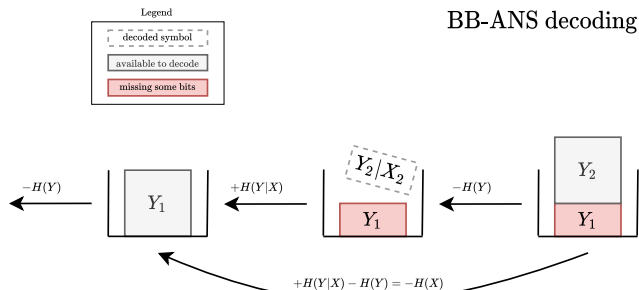 BB-ANS decoding
Legend
decoded symbol
available to decode
missing some bits
−H(Y)
Y₁
+H(Y|X)
Y₂|X₂
Y₁
−H(Y)
Y₂
Y₁
+H(Y|X) − H(Y) = −H(X)